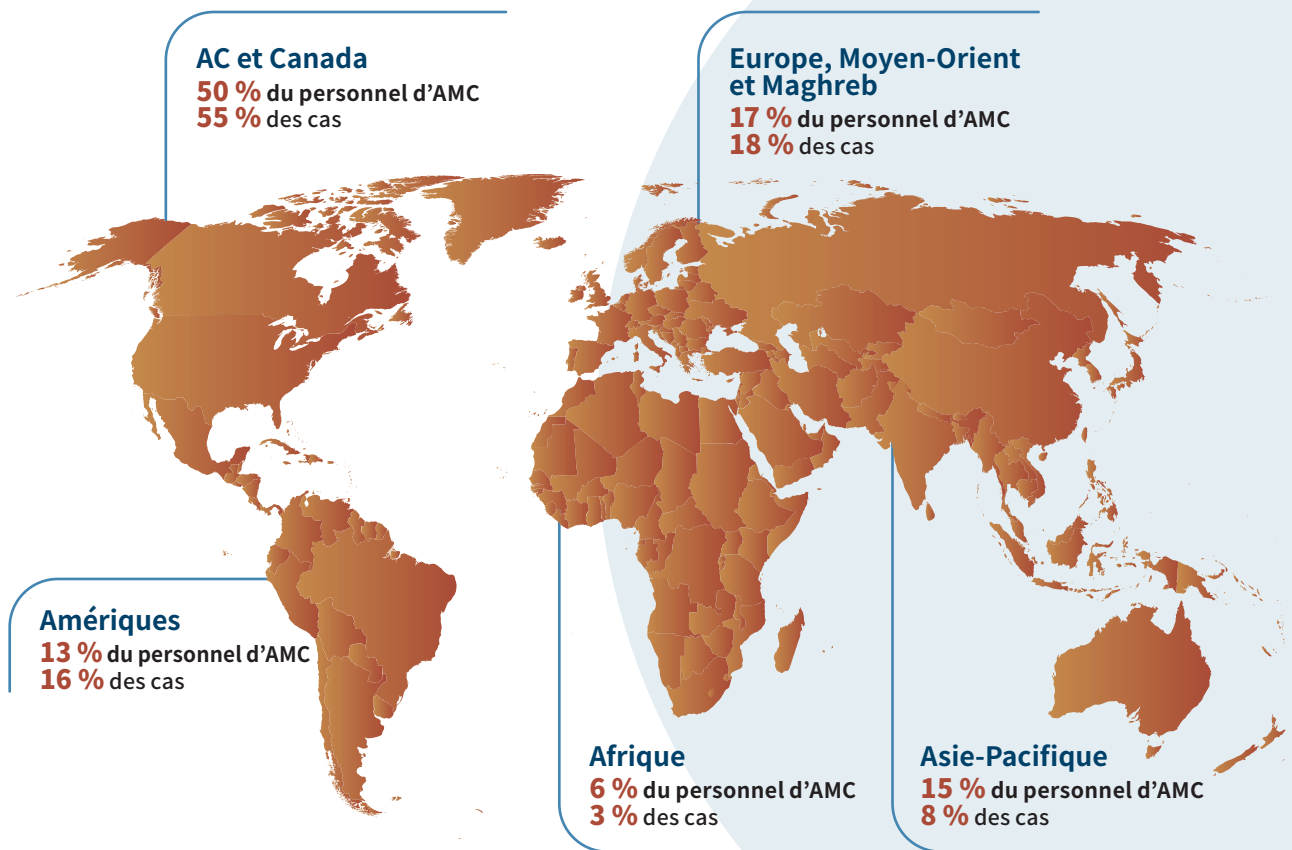 AC et Canada
50 % du personnel d’AMC
55 % des cas
Europe, Moyen-Orient
et Maghreb
17 % du personnel d’AMC
18 % des cas
Amériques
13 % du personnel d’AMC
16 % des cas
Afrique
6 % du personnel d’AMC
3 % des cas
Asie-Pacifique
15 % du personnel d’AMC
8 % des cas